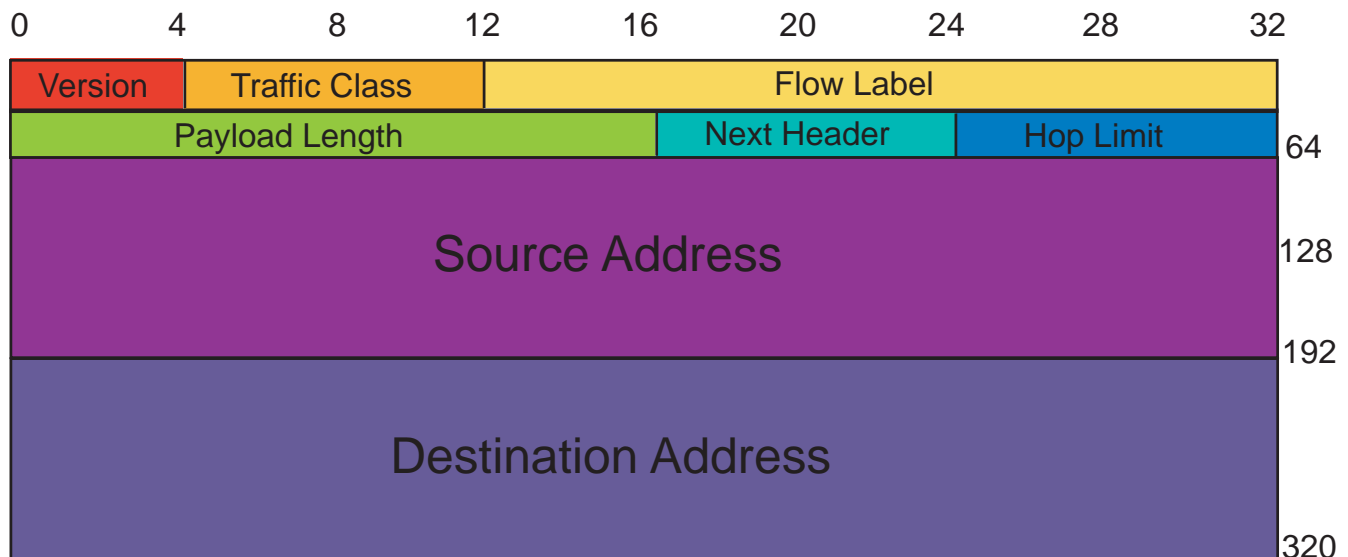 0 4 8 12 16 20 24 28 32
Version Traffic Class Flow Label
Payload Length Next Header Hop Limit 64
Source Address 128
192
Destination Address
320